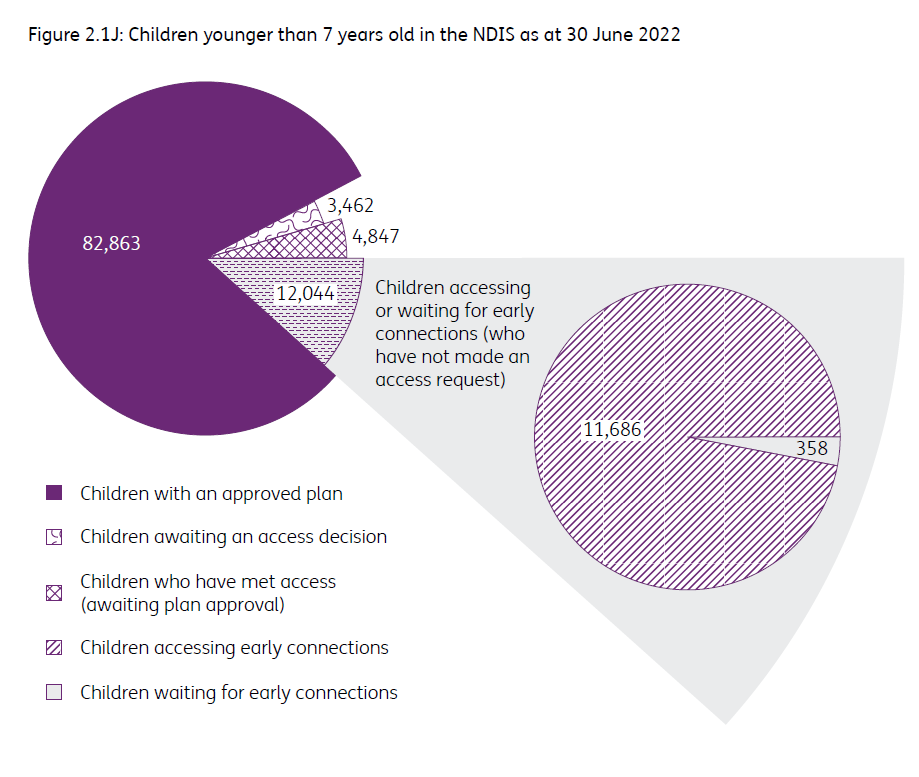 Figure 2.1J: Children younger than 7 years old in the NDIS as at 30 June 2022
3,462
4,847
82,863
12,044
Children accessing
or waiting for early
connections (who
have not made an
access request)
11,686
358
Children with an approved plan
Children awaiting an access decision
Children who have met access
(awaiting plan approval)
Children accessing early connections
Children waiting for early connections